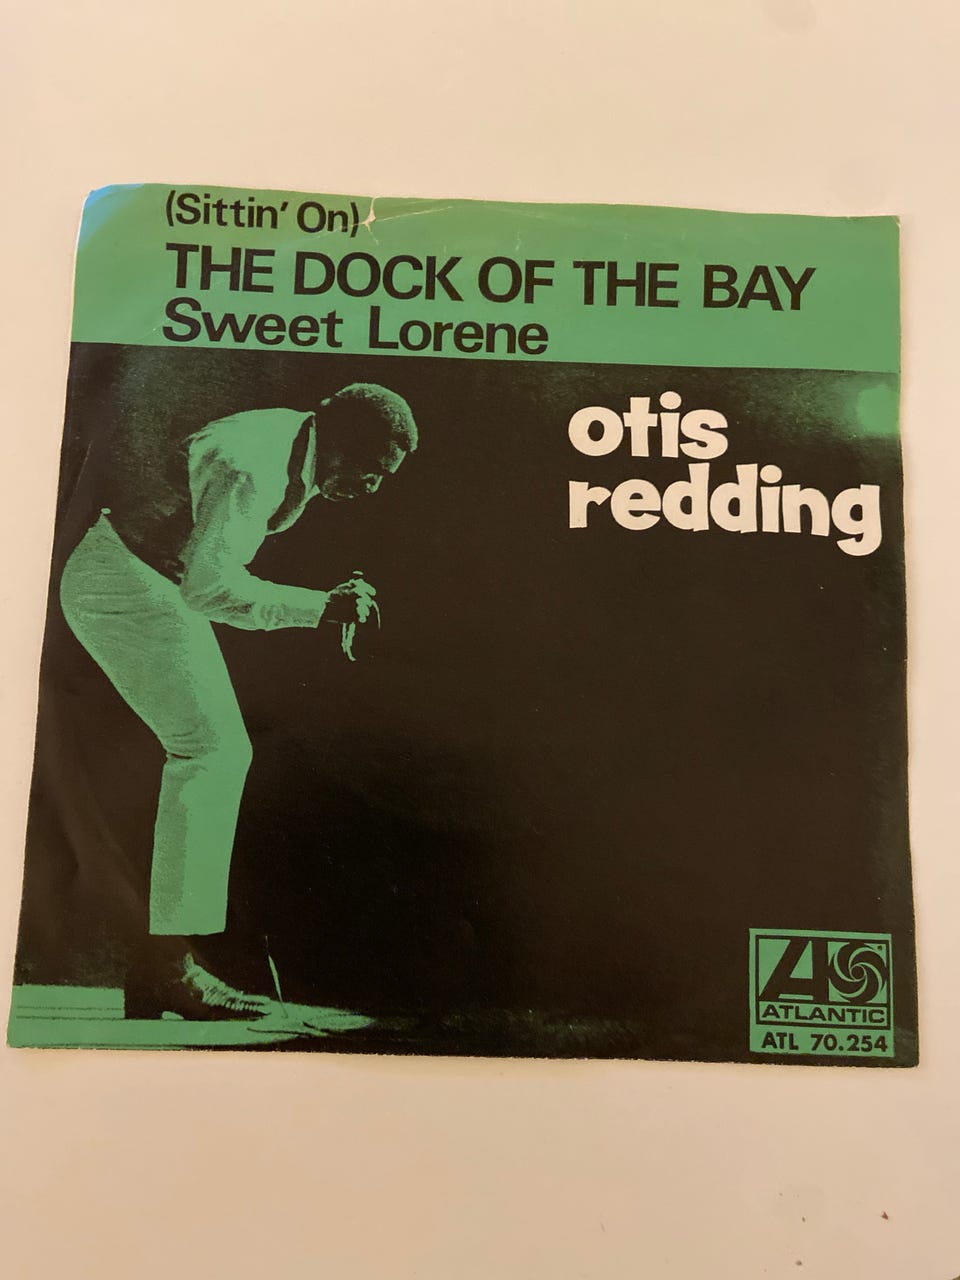 (Sittin' On)
THE DOCK OF THE BAY
Sweet Lorene
otis
redding
ATLANTIC
ATL 70.254